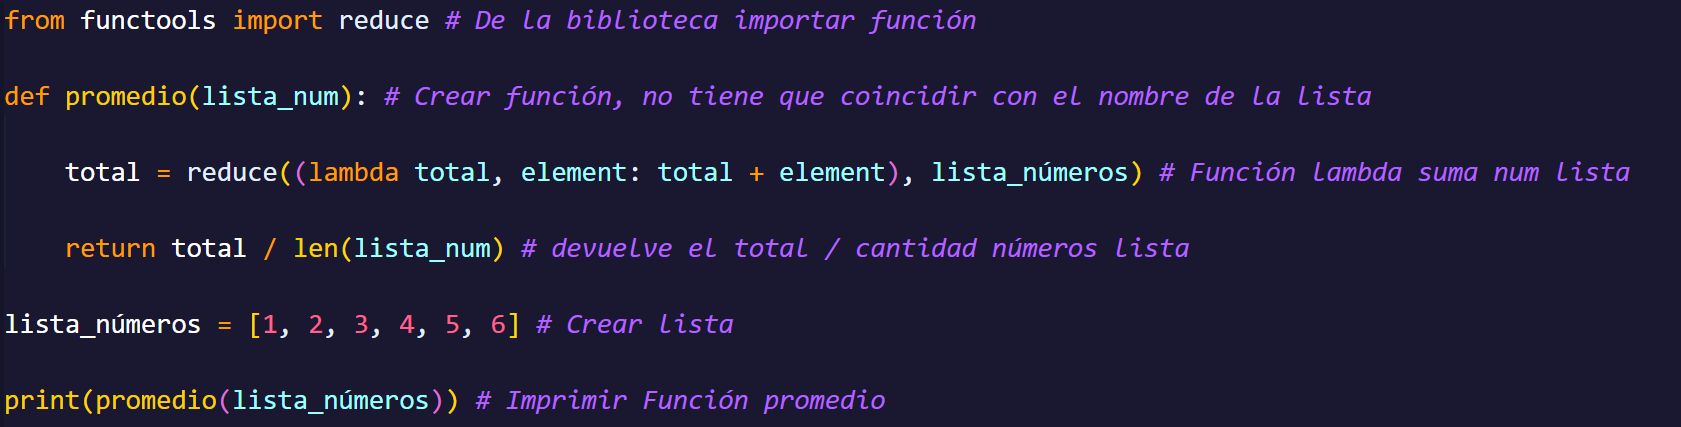 from functools import reduce # De la biblioteca importar función
def promedio(lista_num): # Crear función, no tiene que coincidir con el nombre de la lista
    total = reduce((lambda total, element: total + element), lista_números) # Función lambda suma num lista
    return total / len(lista_num) # devuelve el total / cantidad números lista
lista_números = [1, 2, 3, 4, 5, 6] # Crear lista
print(promedio(lista_números)) # Imprimir Función promedio